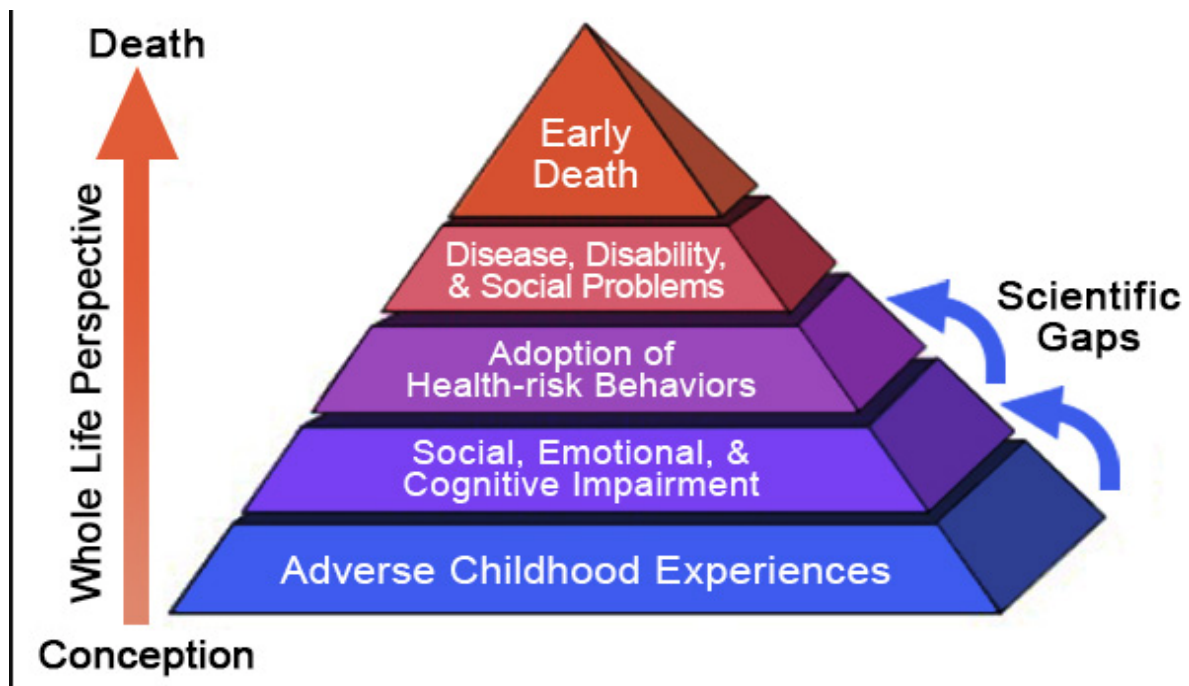 Death
Whole Life Perspective
Conception
Early
Death
Disease, Disability,
& Social Problems
Adoption of
Health-risk Behaviors
Social, Emotional, &
Cognitive Impairment
Adverse Childhood Experiences
Scientific
Gaps